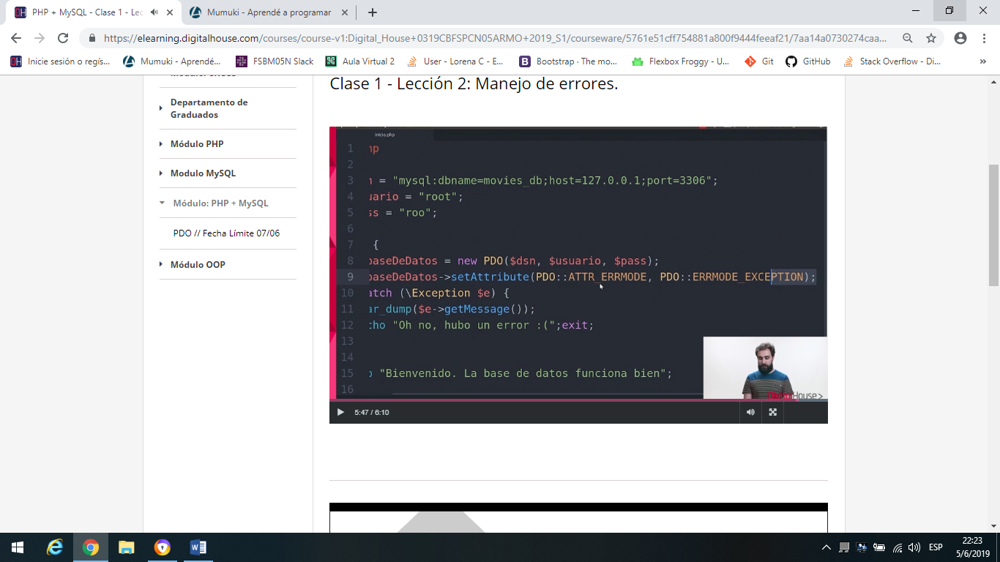 PHP + MySQL - Clase 1 - Lec
Mumuki - Aprendé a programar
https://elearning.digitalhouse.com/courses/course-v1:Digital_House+0319CBFSPCN05ARMO+2019_S1/courseware/5761e51cff754881a800f9444feeaf21/7aa14a0730274caa...
Inicie sesión o regís... Mumuki - Aprendé... FSBM05N Slack Aula Virtual 2 User - Lorena C - E... Bootstrap · The mo... Flexbox Froggy - U... Git GitHub Stack Overflow - Di... »
Departamento de
Graduados
Módulo PHP
Modulo MySQL
Módulo: PHP + MySQL
PDO // Fecha Límite 07/06
Módulo OOP
Clase 1 - Lección 2: Manejo de errores.
inicio.php
1 hp
2
3 n = "mysql:dbname=movies_db;host=127.0.0.1;port=3306";
4 uario = "root";
5 ss = "roo";
6
7 {
8 baseDeDatos = new PDO($dsn, $usuario, $pass);
9 baseDeDatos->setAttribute(PDO::ATTR_ERRMODE, PDO::ERRMODE_EXCEPTION);
10 atch (\Exception $e) {
11 ar_dump($e->getMessage());
12 cho "Oh no, hubo un error :(";exit;
13
14
15 o "Bienvenido. La base de datos funciona bien";
16
DigitalHouse>
5:47 / 6:10
ESP
22:23
5/6/2019